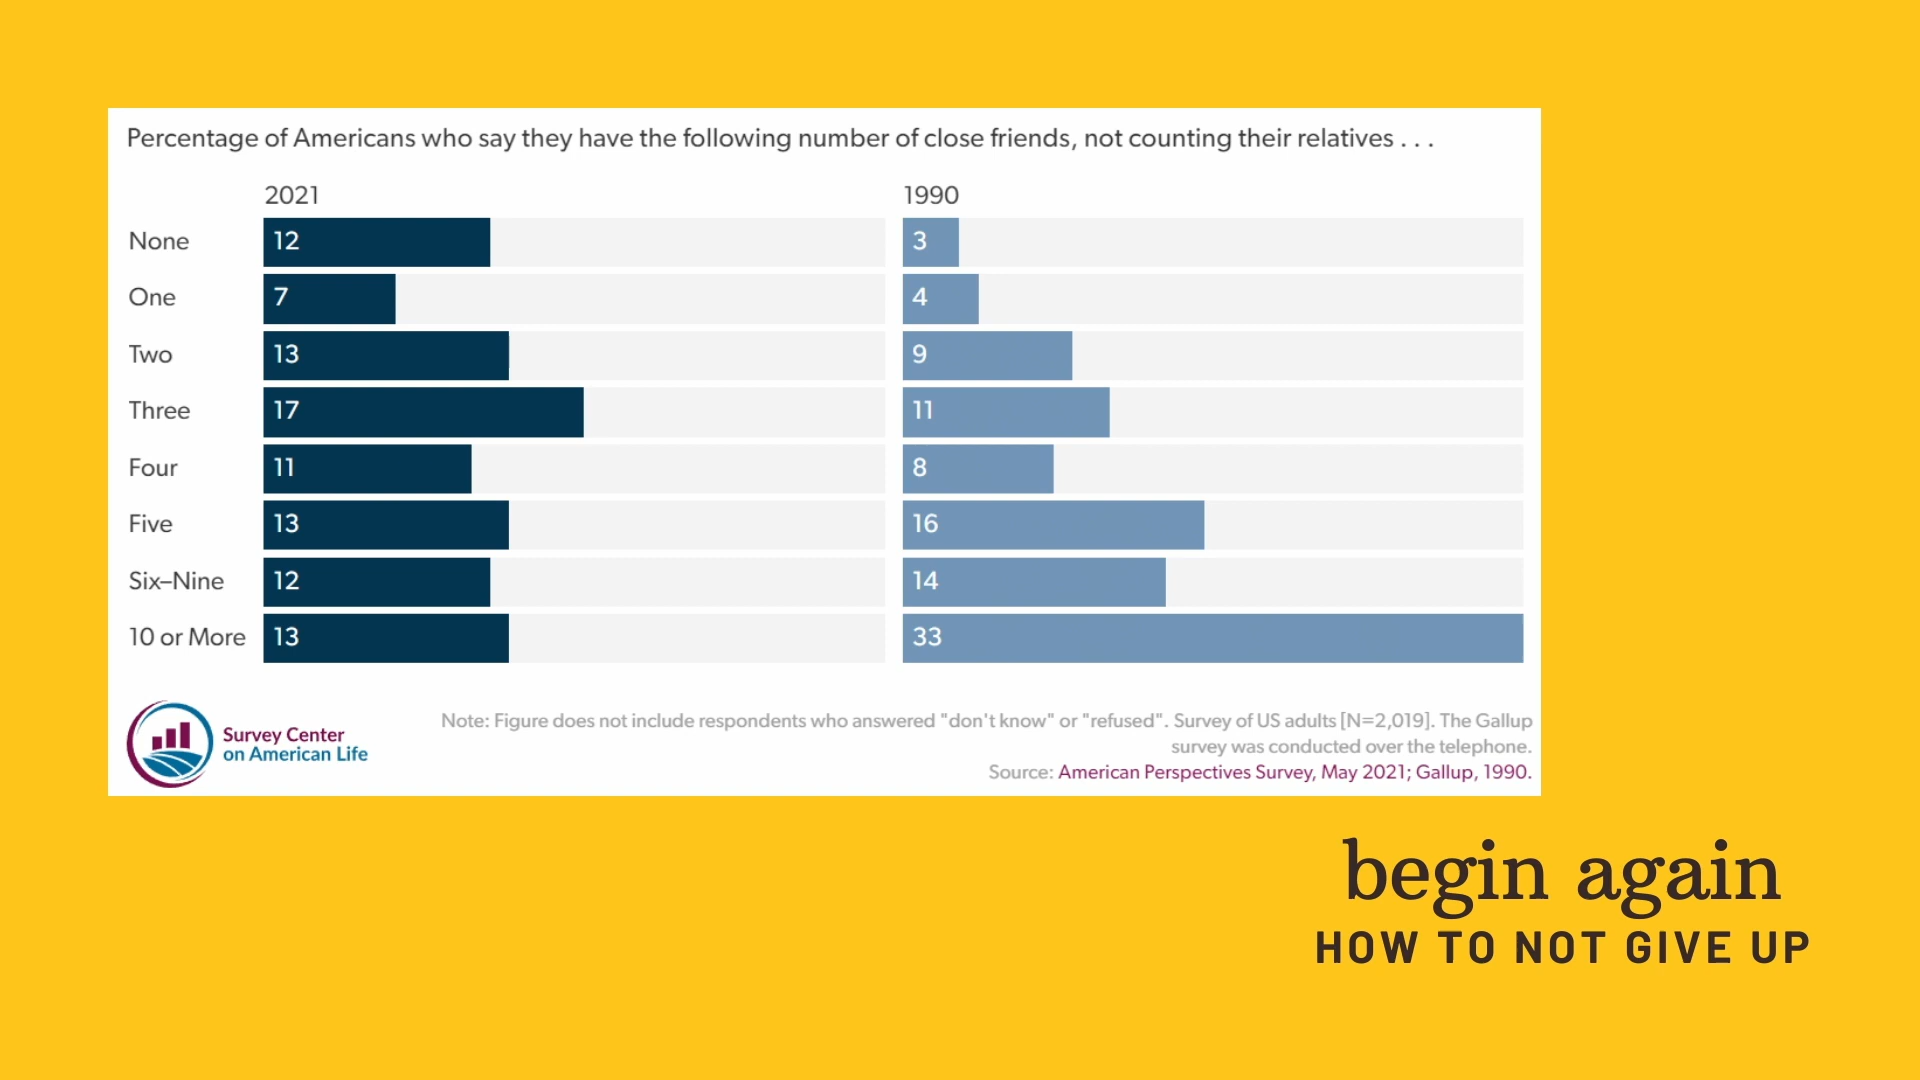 Percentage of Americans who say they have the following number of close friends, not counting their relatives . . .
2021 1990
None 12 3
One 7 4
Two 13 9
Three 17 11
Four 11 8
Five 13 16
Six–Nine 12 14
10 or More 13 33
Survey Center
on American Life
Note: Figure does not include respondents who answered "don't know" or "refused". Survey of US adults [N=2,019]. The Gallup
survey was conducted over the telephone.
Source: American Perspectives Survey, May 2021; Gallup, 1990.
begin again
HOW TO NOT GIVE UP